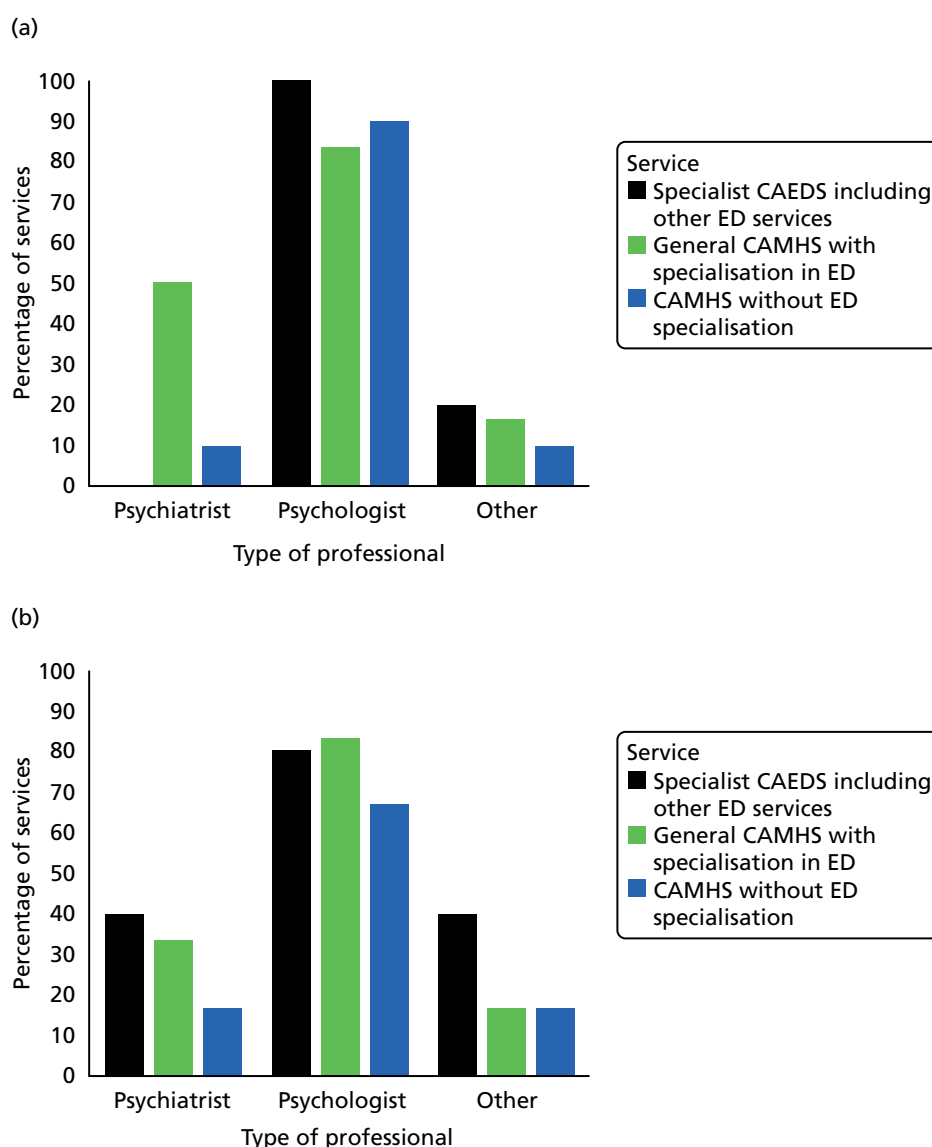 (a)
100
90
80
70
60
50
40
30
20
10
0
Percentage of services
Psychiatrist Psychologist Other
Type of professional
Service
Specialist CAEDS including
other ED services
General CAMHS with
specialisation in ED
CAMHS without ED
specialisation
(b)
100
90
80
70
60
50
40
30
20
10
0
Percentage of services
Psychiatrist Psychologist Other
Type of professional
Service
Specialist CAEDS including
other ED services
General CAMHS with
specialisation in ED
CAMHS without ED
specialisation